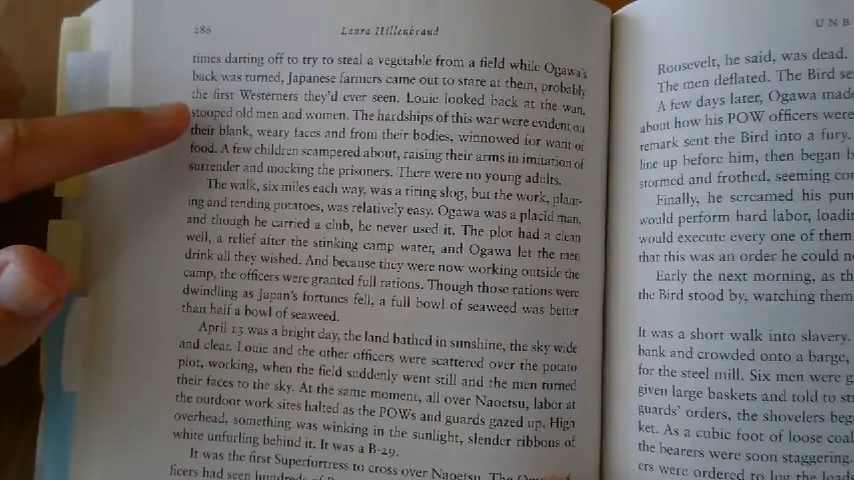 286
Laura Hillenbrand
times darting off to try to steal a vegetable from a field while Ogawa's
back was turned, Japanese farmers came out to stare at them, probably
the first Westerners they'd ever seen. Louie looked back at the wan,
stooped old men and women. The hardships of this war were evident on
their blank, weary faces and from their bodies, winnowed for want of
food. A few children scampered about, raising their arms in imitation of
surrender and mocking the prisoners. There were no young adults.
The walk, six miles each way, was a tiring slog, but the work, plant-
ing and tending potatoes, was relatively easy. Ogawa was a placid man,
and though he carried a club, he never used it. The plot had a clean
well, a relief after the stinking camp water, and Ogawa let the men
drink all they wished. And because they were now working outside the
camp, the officers were granted full rations. Though those rations were
dwindling as Japan's fortunes fell, a full bowl of seaweed was better
than half a bowl of seaweed.
April 13 was a bright day, the land bathed in sunshine, the sky wide
and clear. Louie and the other officers were scattered over the potato
plot, working, when the field suddenly went still and the men turned
their faces to the sky. At the same moment, all over Naoetsu, labor at
the outdoor work sites halted as the POWs and guards gazed up. High
overhead, something was winking in the sunlight, slender ribbons of
white unfurling behind it. It was a B-29.
It was the first Superfortress to cross over Naoetsu. The
ficers had seen hundreds
UNB
Roosevelt, he said, was dead.
The men deflated. The Bird se
A few days later, Ogawa made
about how his POW officers were
remark sent the Bird into a fury.
line up before him, then began b
stormed and frothed, seeming co
Finally, he screamed his pun
would perform hard labor, loadin
would execute every one of them
that this was an order he could no
Early the next morning, as th
the Bird stood by, watching them
It was a short walk into slavery.
bank and crowded onto a barge,
for the steel mill. Six men were g
given large baskets and told to st
guards' orders, the shovelers beg
ket. As a cubic foot of loose coal
the bearers were soon staggering.
ers were ordered to lug the